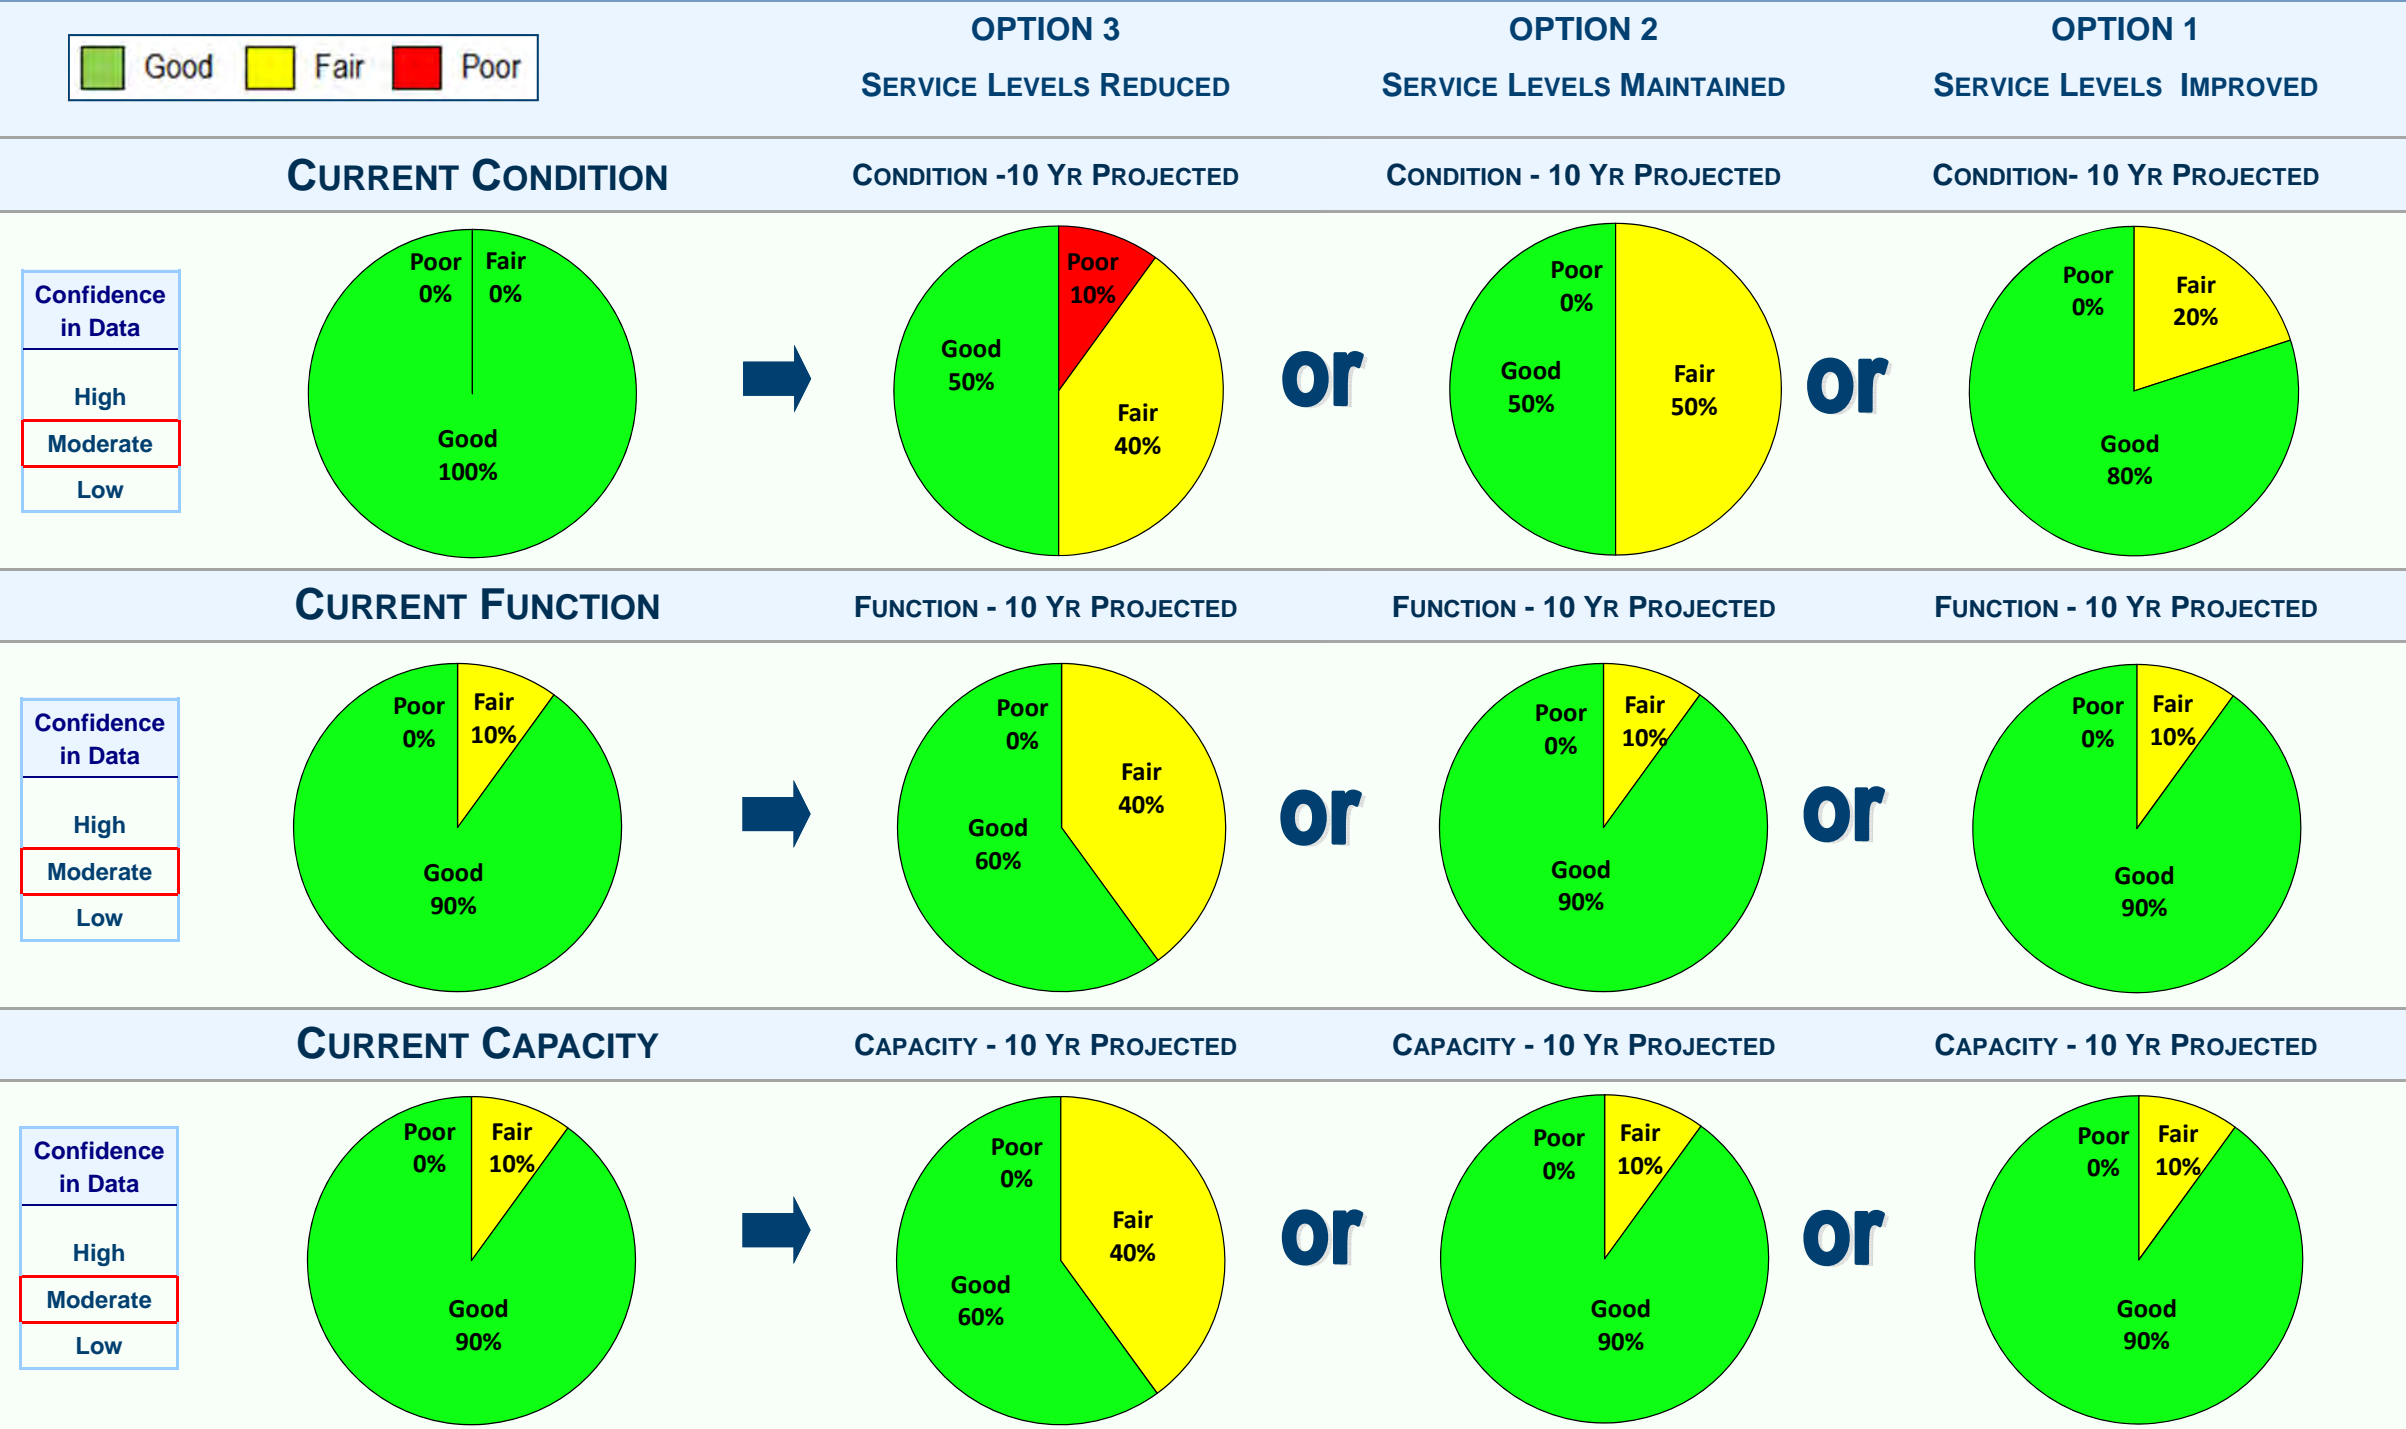 Good Fair Poor
OPTION 3
SERVICE LEVELS REDUCED
OPTION 2
SERVICE LEVELS MAINTAINED
OPTION 1
SERVICE LEVELS IMPROVED
CURRENT CONDITION
CONDITION -10 YR PROJECTED
CONDITION - 10 YR PROJECTED
CONDITION- 10 YR PROJECTED
Confidence
in Data
High
Moderate
Low
Poor
0%
Fair
0%
Good
100%
Poor
10%
Good
50%
Fair
40%
or
Poor
0%
Good
50%
Fair
50%
or
Poor
0%
Fair
20%
Good
80%
CURRENT FUNCTION
FUNCTION - 10 YR PROJECTED
FUNCTION - 10 YR PROJECTED
FUNCTION - 10 YR PROJECTED
Confidence
in Data
High
Moderate
Low
Poor
0%
Fair
10%
Good
90%
Poor
0%
Fair
40%
Good
60%
or
Poor
0%
Fair
10%
Good
90%
or
Poor
0%
Fair
10%
Good
90%
CURRENT CAPACITY
CAPACITY - 10 YR PROJECTED
CAPACITY - 10 YR PROJECTED
CAPACITY - 10 YR PROJECTED
Confidence
in Data
High
Moderate
Low
Poor
0%
Fair
10%
Good
90%
Poor
0%
Fair
40%
Good
60%
or
Poor
0%
Fair
10%
Good
90%
or
Poor
0%
Fair
10%
Good
90%